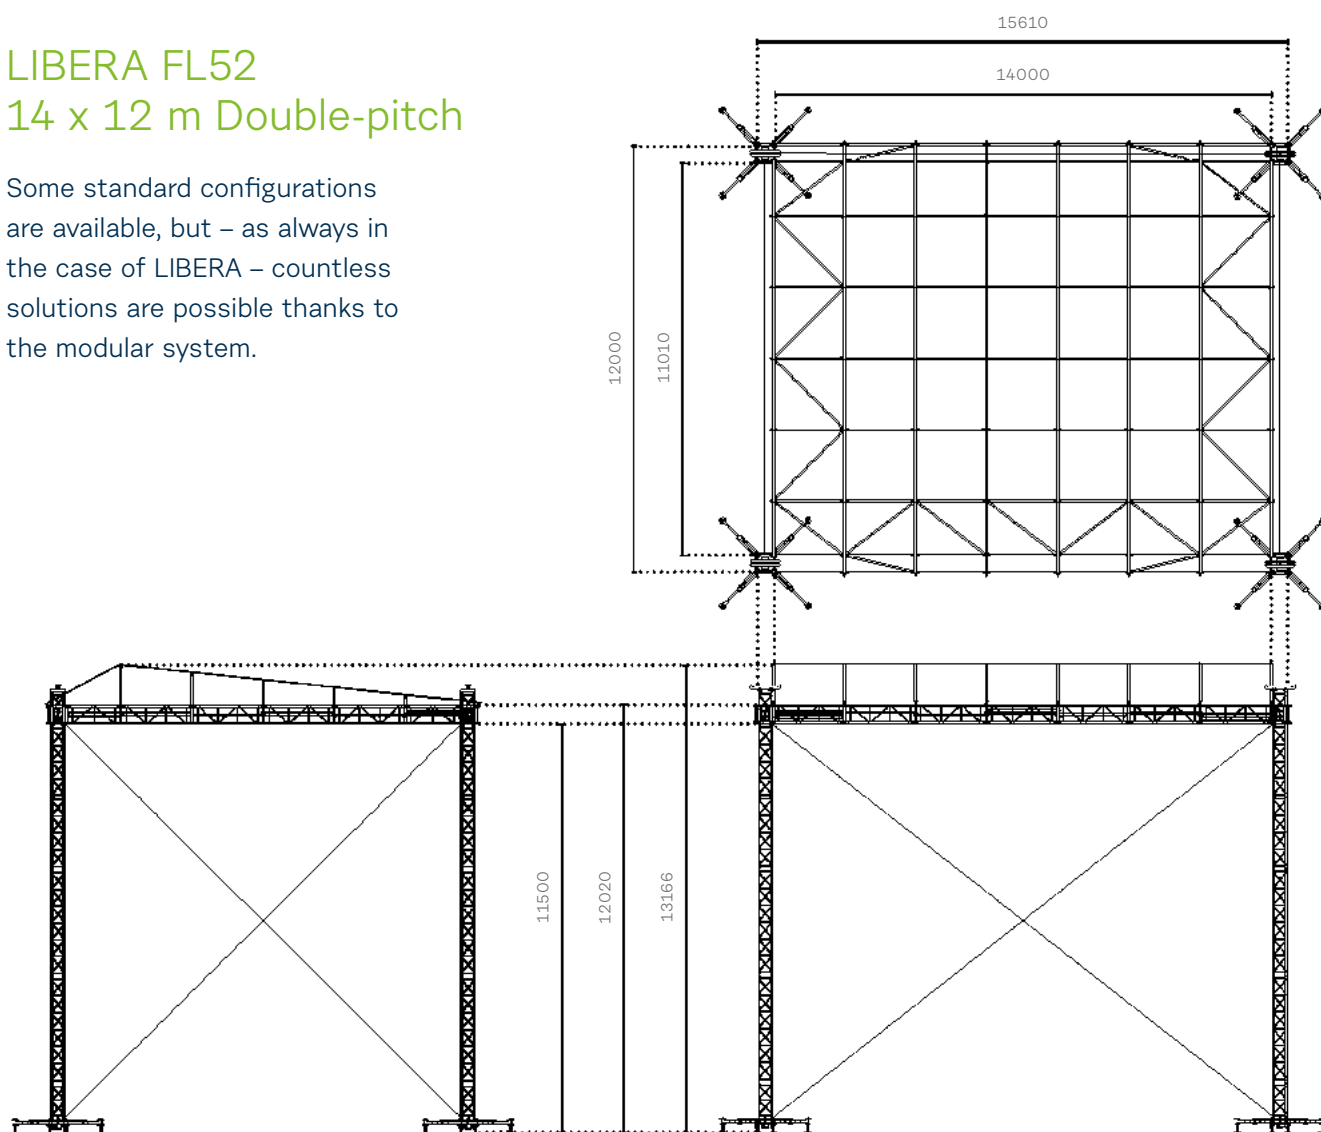 LIBERA FL52
14 x 12 m Double-pitch
Some standard configurations
are available, but – as always in
the case of LIBERA – countless
solutions are possible thanks to
the modular system.
15610
14000
12000
11010
11500
12020
13166